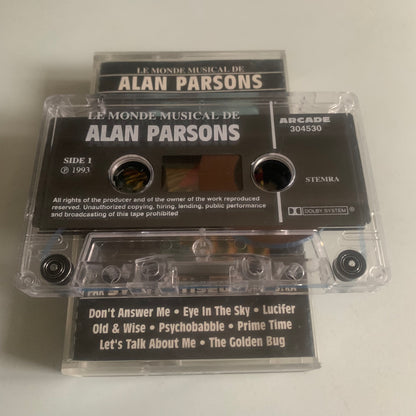 LE MONDE MUSICAL DE
ALAN PARSONS
LE MONDE MUSICAL DE
ALAN PARSONS
ARCADE
304530
SIDE 1
℗ 1993
STEMRA
All rights of the producer and of the owner of the work reproduced
reserved. Unauthorized copying, hiring, lending, public performance
and broadcasting of this tape prohibited
DOLBY SYSTEM
Don't Answer Me • Eye In The Sky • Lucifer
Old & Wise • Psychobabble • Prime Time
Let's Talk About Me • The Golden Bug